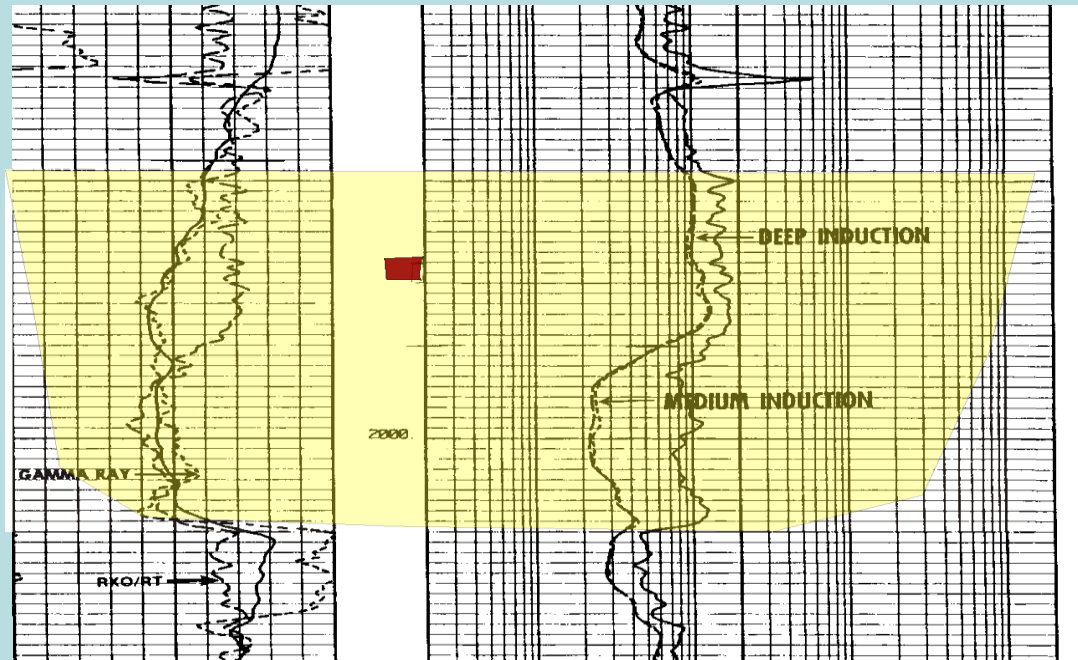 DEEP INDUCTION
MEDIUM INDUCTION
2000
GAMMA RAY
RXO/RT